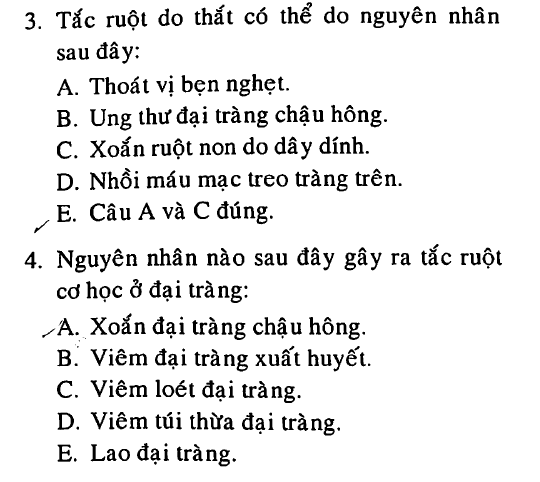 3. Tắc ruột do thắt có thể do nguyên nhân
sau đây:
A. Thoát vị bẹn nghẹt.
B. Ung thư đại tràng chậu hông.
C. Xoắn ruột non do dây dính.
D. Nhồi máu mạc treo tràng trên.
E. Câu A và C đúng.
4. Nguyên nhân nào sau đây gây ra tắc ruột
cơ học ở đại tràng:
A. Xoắn đại tràng chậu hông.
B. Viêm đại tràng xuất huyết.
C. Viêm loét đại tràng.
D. Viêm túi thừa đại tràng.
E. Lao đại tràng.